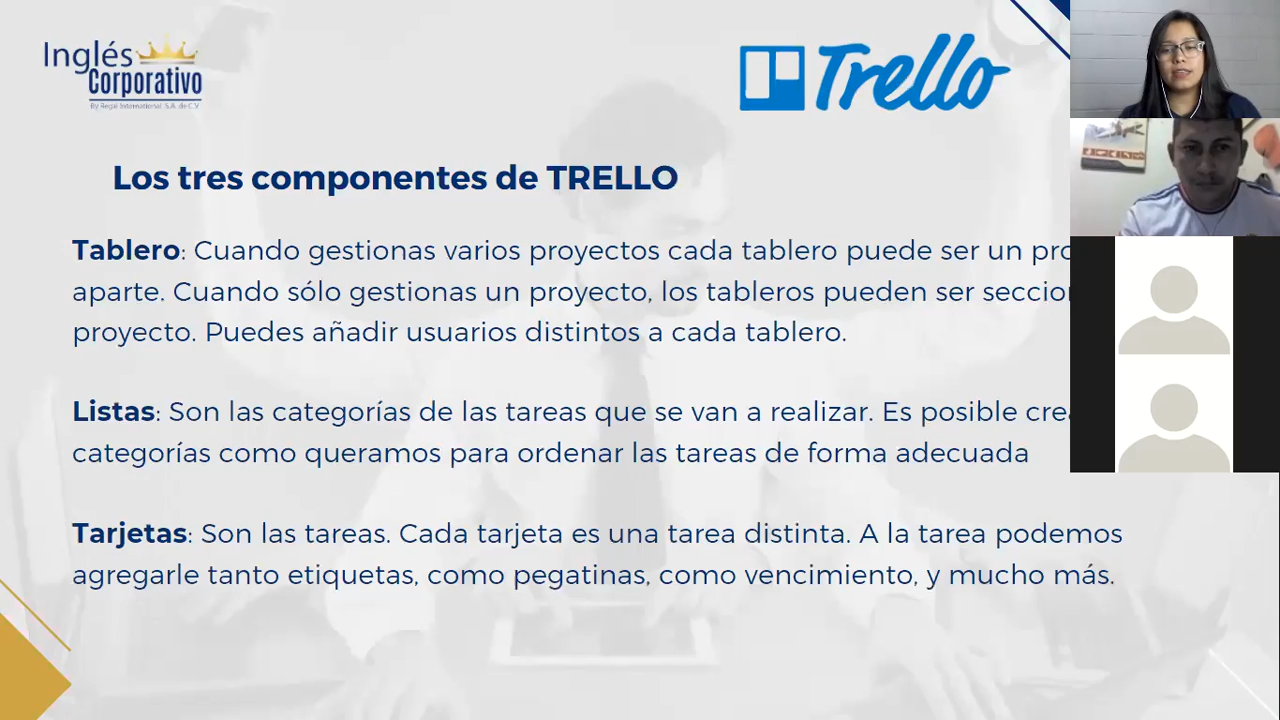 Inglés
Corporativo
By Regal International. S.A. de C.V
Trello
Los tres componentes de TRELLO
Tablero: Cuando gestionas varios proyectos cada tablero puede ser un
aparte. Cuando sólo gestionas un proyecto, los tableros pueden ser
proyecto. Puedes añadir usuarios distintos a cada tablero.
Listas: Son las categorías de las tareas que se van a realizar. Es posible
categorías como queramos para ordenar las tareas de forma adecuada
Tarjetas: Son las tareas. Cada tarjeta es una tarea distinta. A la tarea podemos
agregarle tanto etiquetas, como pegatinas, como vencimiento, y mucho más.